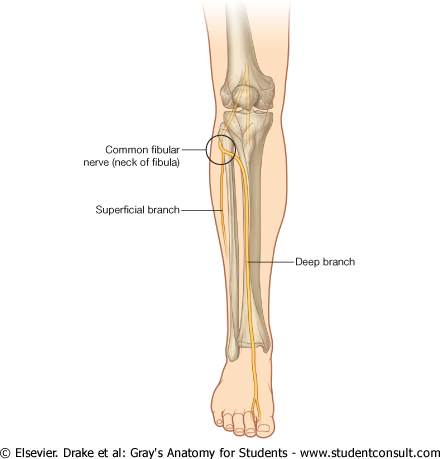 Common fibular
nerve (neck of fibula)
Superficial branch
Deep branch
© Elsevier. Drake et al: Gray's Anatomy for Students - www.studentconsult.com